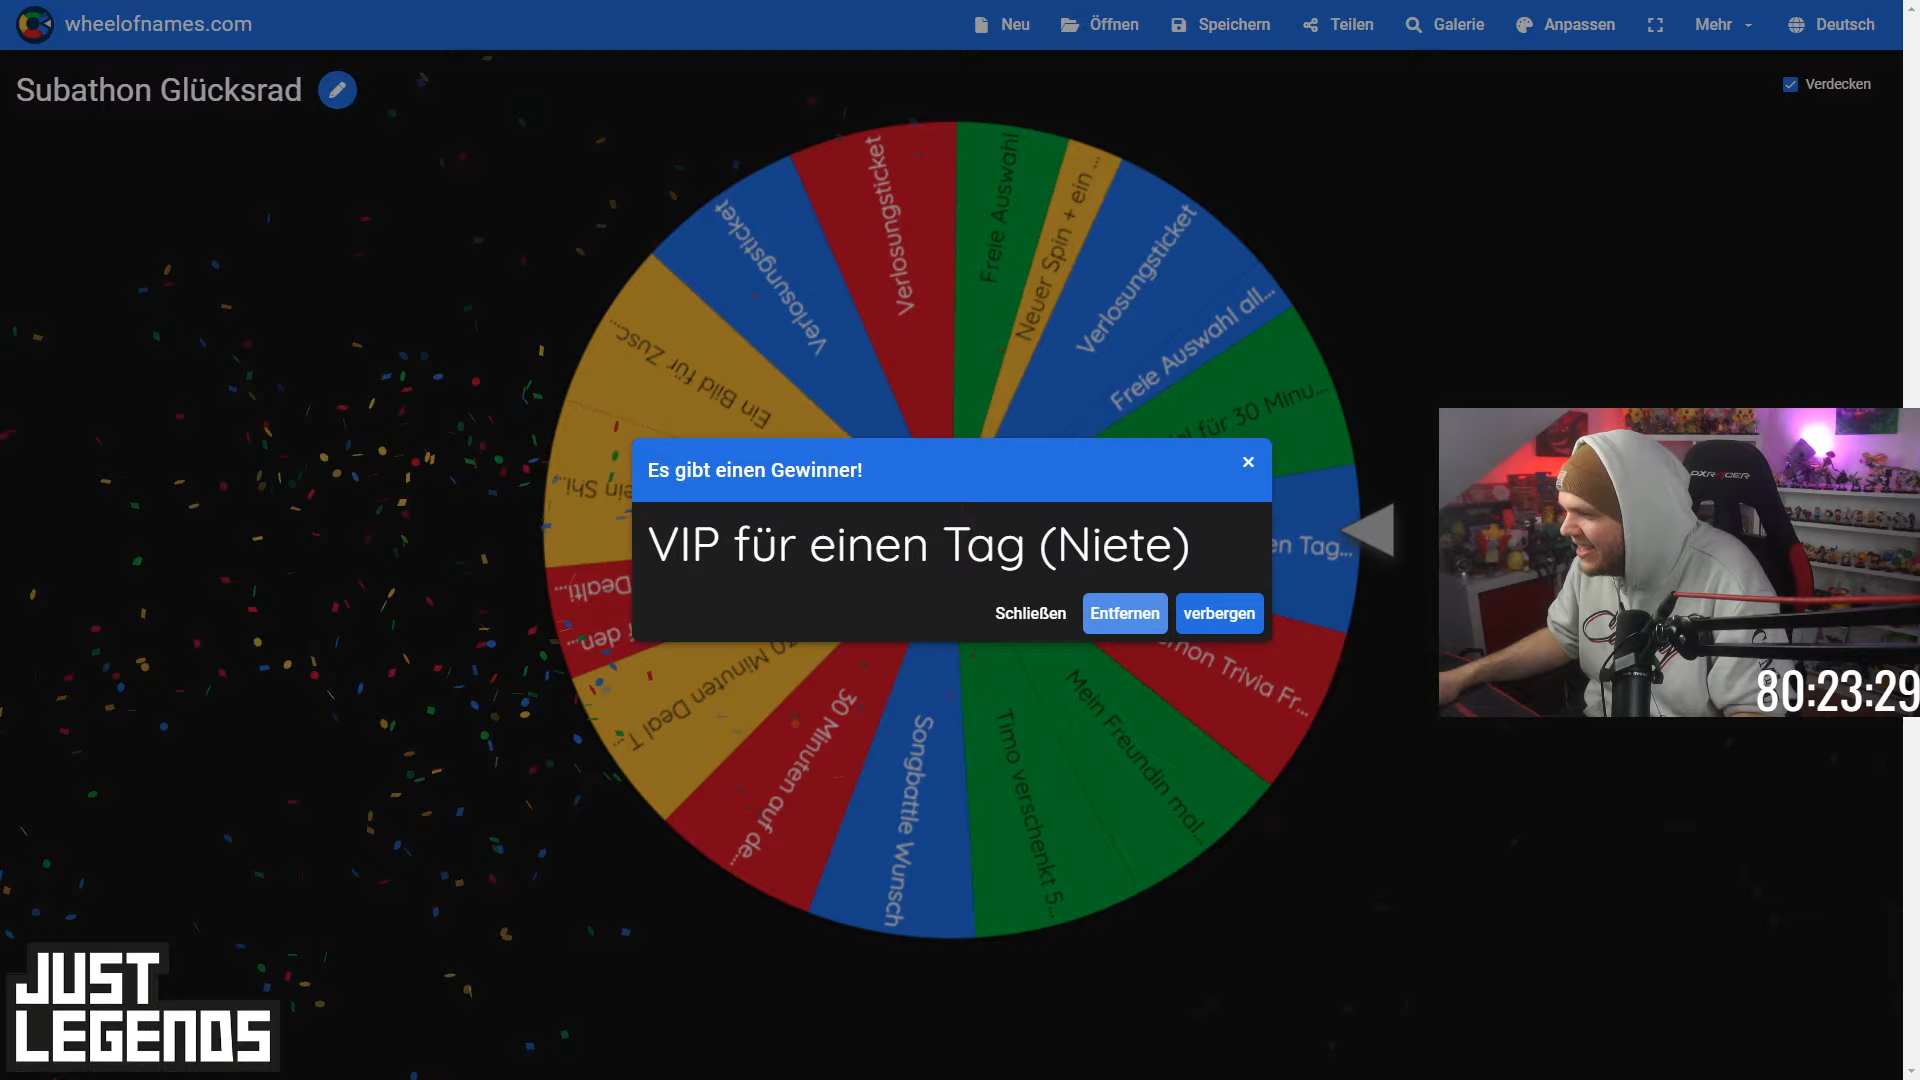 wheelofnames.com
Neu
Öffnen
Speichern
Teilen
Galerie
Anpassen
Mehr
Deutsch
Subathon Glücksrad
Verdecken
Verlosungsticket
Freie Auswahl
Neuer Spin + ein ...
Verlosungsticket
Freie Auswahl all...
für 30 Minu...
en Tag...
Trivia Fr...
Mein Freundin mal...
Timo verschenkt 5...
Songbattle Wunsch
30 Minuten auf de...
Minuten Deal T...
den ...
Dealti...
ein Shi...
Ein Bild für Zusc...
Verlosungsticket
Es gibt einen Gewinner!
×
VIP für einen Tag (Niete)
Schließen
Entfernen
verbergen
DXRACER
80:23:29
JUST
LEGENDS